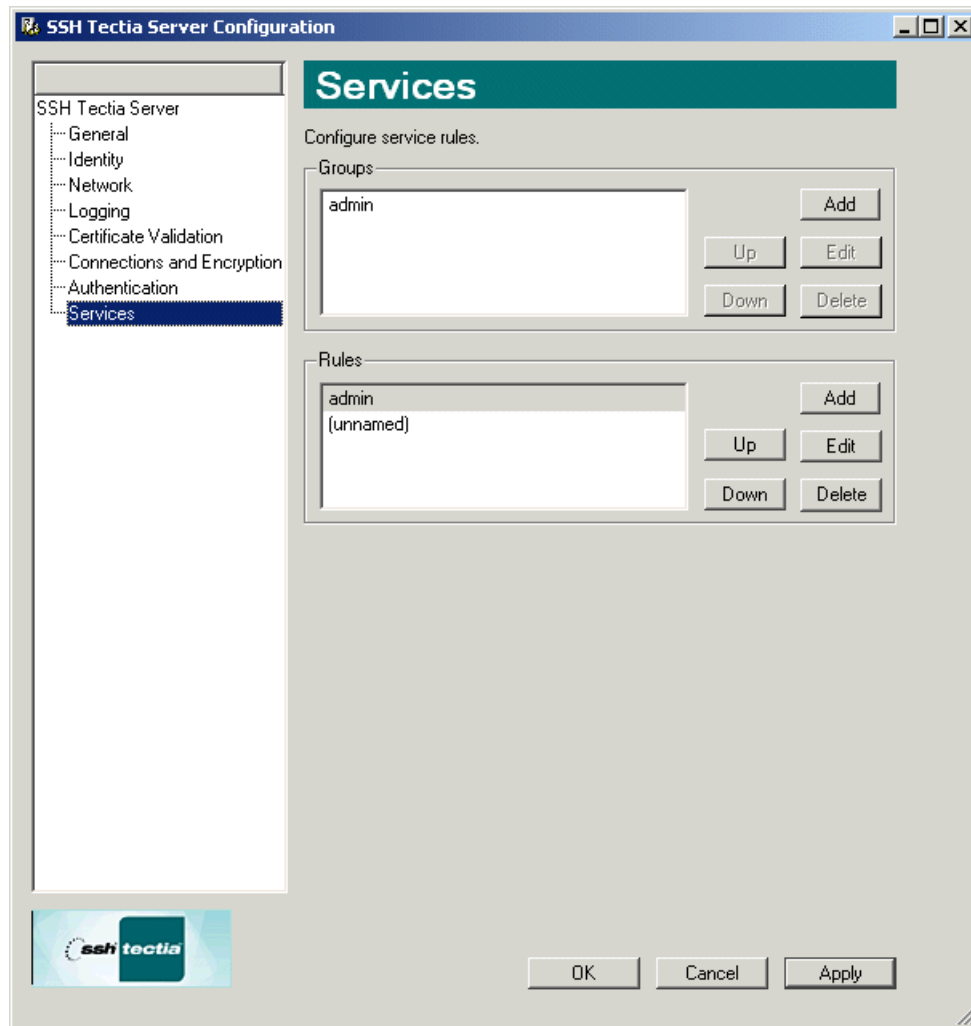 SSH Tectia Server Configuration
SSH Tectia Server
General
Identity
Network
Logging
Certificate Validation
Connections and Encryption
Authentication
Services
Services
Configure service rules.
Groups
admin
Add
Up
Edit
Down
Delete
Rules
admin
(unnamed)
Add
Up
Edit
Down
Delete
ssh tectia
OK
Cancel
Apply